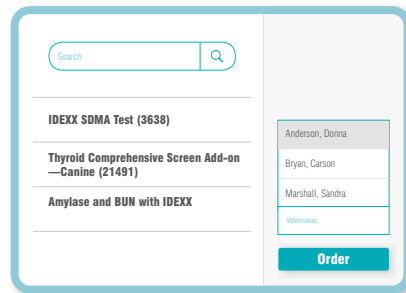 Search
IDEXX SDMA Test (3638)
Thyroid Comprehensive Screen Add-on
—Canine (21491)
Amylase and BUN with IDEXX
Anderson, Donna
Bryan, Carson
Marshall, Sandra
Veterinarian
Order